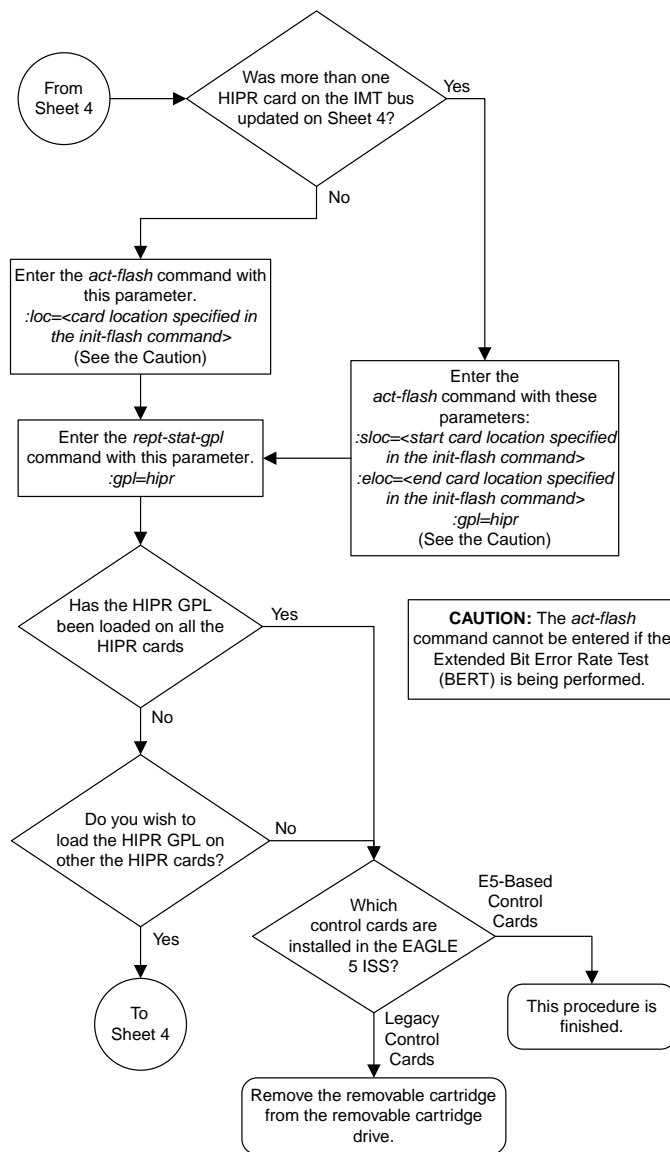 From
Sheet 4
Was more than one
HIPR card on the IMT bus
updated on Sheet 4?
Yes
No
Enter the act-flash command with
this parameter.
:loc=<card location specified in
the init-flash command>
(See the Caution)
Enter the
act-flash command with these
parameters:
:sloc=<start card location specified
in the init-flash command>
:eloc=<end card location specified
in the init-flash command>
:gpl=hipr
(See the Caution)
Enter the rept-stat-gpl
command with this parameter.
:gpl=hipr
Has the HIPR GPL
been loaded on all the
HIPR cards
Yes
No
CAUTION: The act-flash
command cannot be entered if the
Extended Bit Error Rate Test
(BERT) is being performed.
Do you wish to
load the HIPR GPL on
other the HIPR cards?
No
Yes
To
Sheet 4
Which
control cards are
installed in the EAGLE
5 ISS?
E5-Based
Control
Cards
This procedure is
finished.
Legacy
Control
Cards
Remove the removable cartridge
from the removable cartridge
drive.